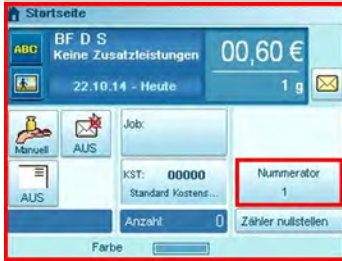 Startseite
ABC
BF D S
Keine Zusatzleistungen
00,60 €
22.10.14 - Heute
1 g
Manuell
AUS
Job:
AUS
KST: 00000
Standard Kostens...
Nummerator
1
Anzahl 0
Zähler nullstellen
Farbe